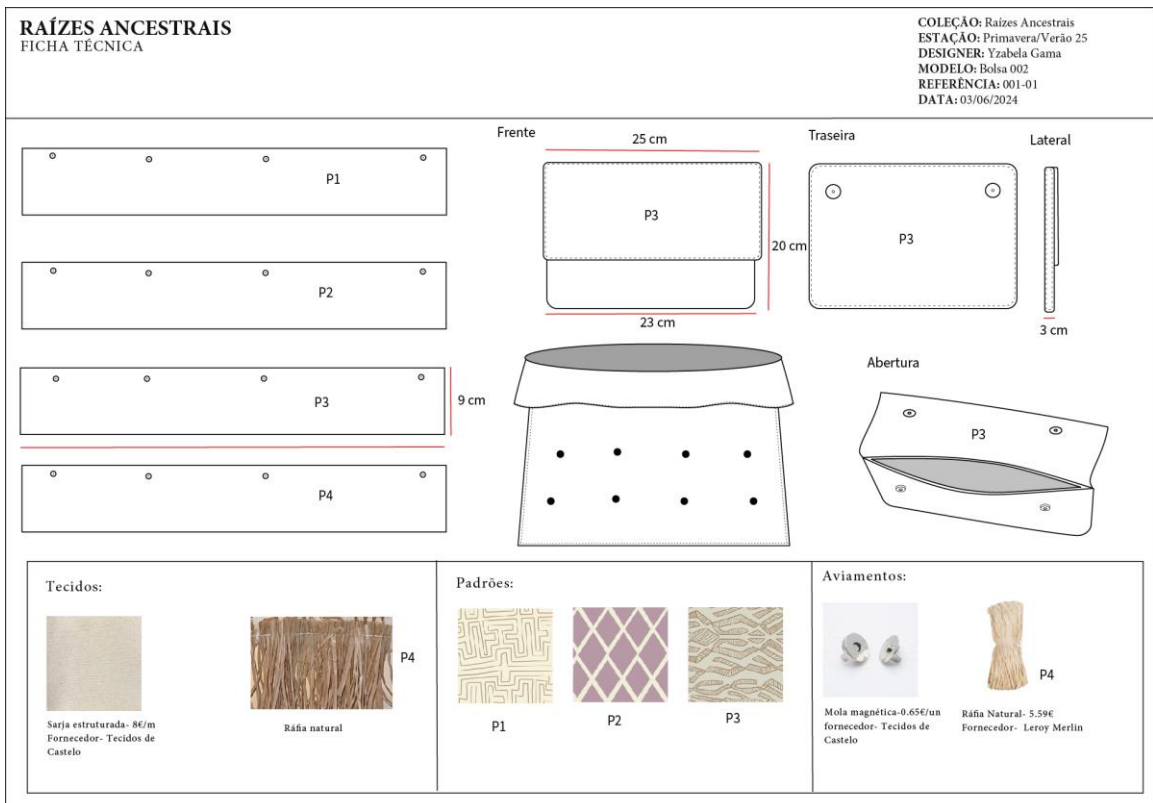 RAÍZES ANCESTRAIS
FICHA TÉCNICA
COLEÇÃO: Raízes Ancestrais
ESTAÇÃO: Primavera/Verão 25
DESIGNER: Yzabela Gama
MODELO: Bolsa 002
REFERÊNCIA: 001-01
DATA: 03/06/2024
P1
P2
P3
9 cm
P4
Frente
25 cm
P3
20 cm
23 cm
Traseira
P3
Lateral
3 cm
Abertura
P3
Tecidos:
P4
Sarja estruturada- 8€/m
Fornecedor- Tecidos de
Castelo
Ráfia natural
Padrões:
P1
P2
P3
Aviamentos:
P4
Mola magnética-0.65€/un
fornecedor- Tecidos de
Castelo
Ráfia Natural- 5.59€
Fornecedor- Leroy Merlin